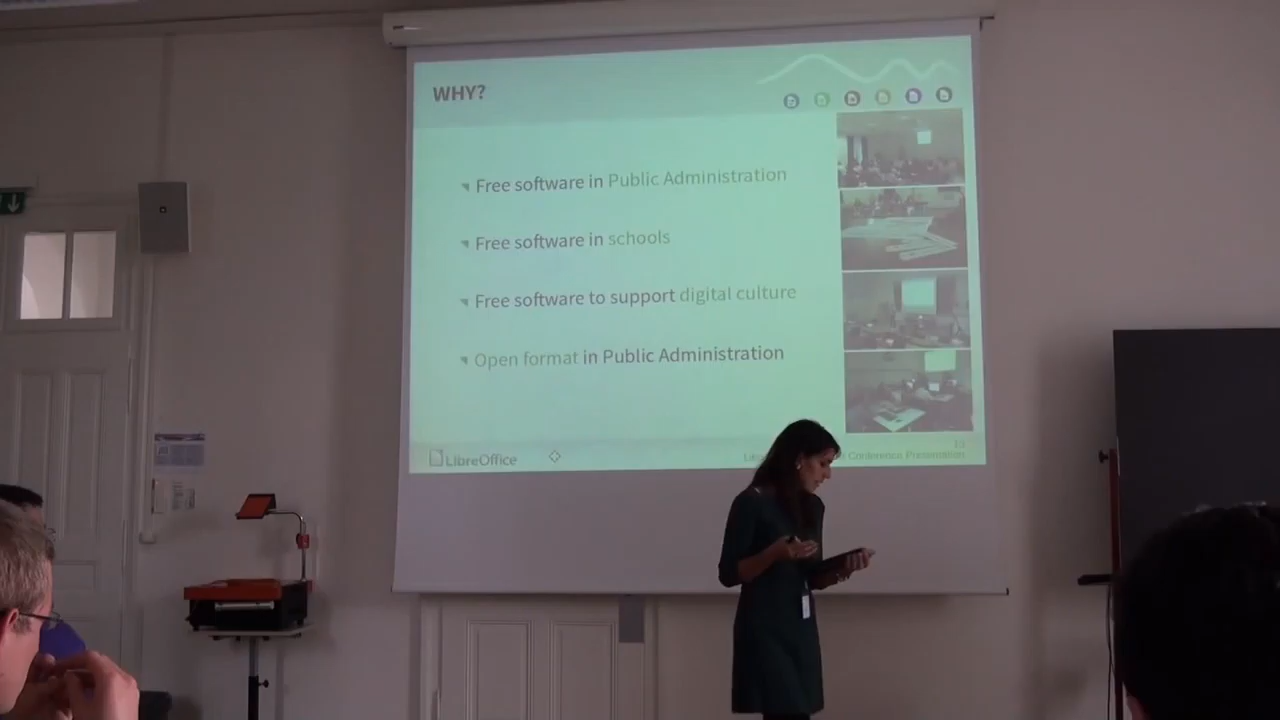 WHY?
Free software in Public Administration
Free software in schools
Free software to support digital culture
Open format in Public Administration
LibreOffice
Conference Presentation